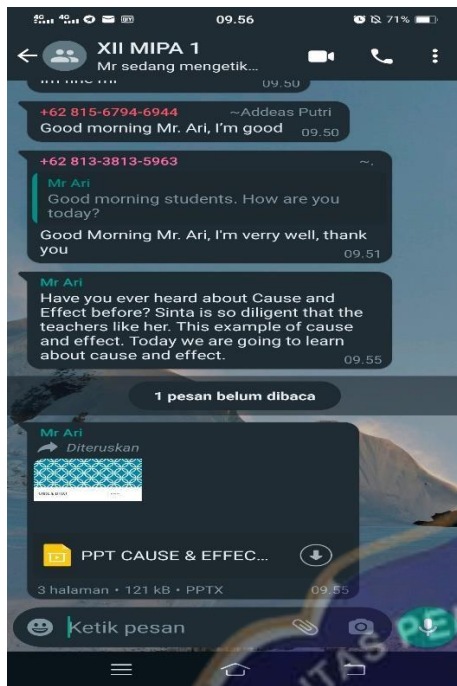 09.56
71%
XII MIPA 1
Mr sedang mengetik...
09.50
+62 815-6794-6944 ~Addeas Putri
Good morning Mr. Ari, I'm good 09.50
+62 813-3813-5963 ~.
Mr Ari
Good morning students. How are you
today?
Good Morning Mr. Ari, I'm verry well, thank
you
09.51
Mr Ari
Have you ever heard about Cause and
Effect before? Sinta is so diligent that the
teachers like her. This example of cause
and effect. Today we are going to learn
about cause and effect.
09.55
1 pesan belum dibaca
Mr Ari
Diteruskan
PPT CAUSE & EFFEC...
3 halaman • 121 kB • PPTX 09.55
Ketik pesan